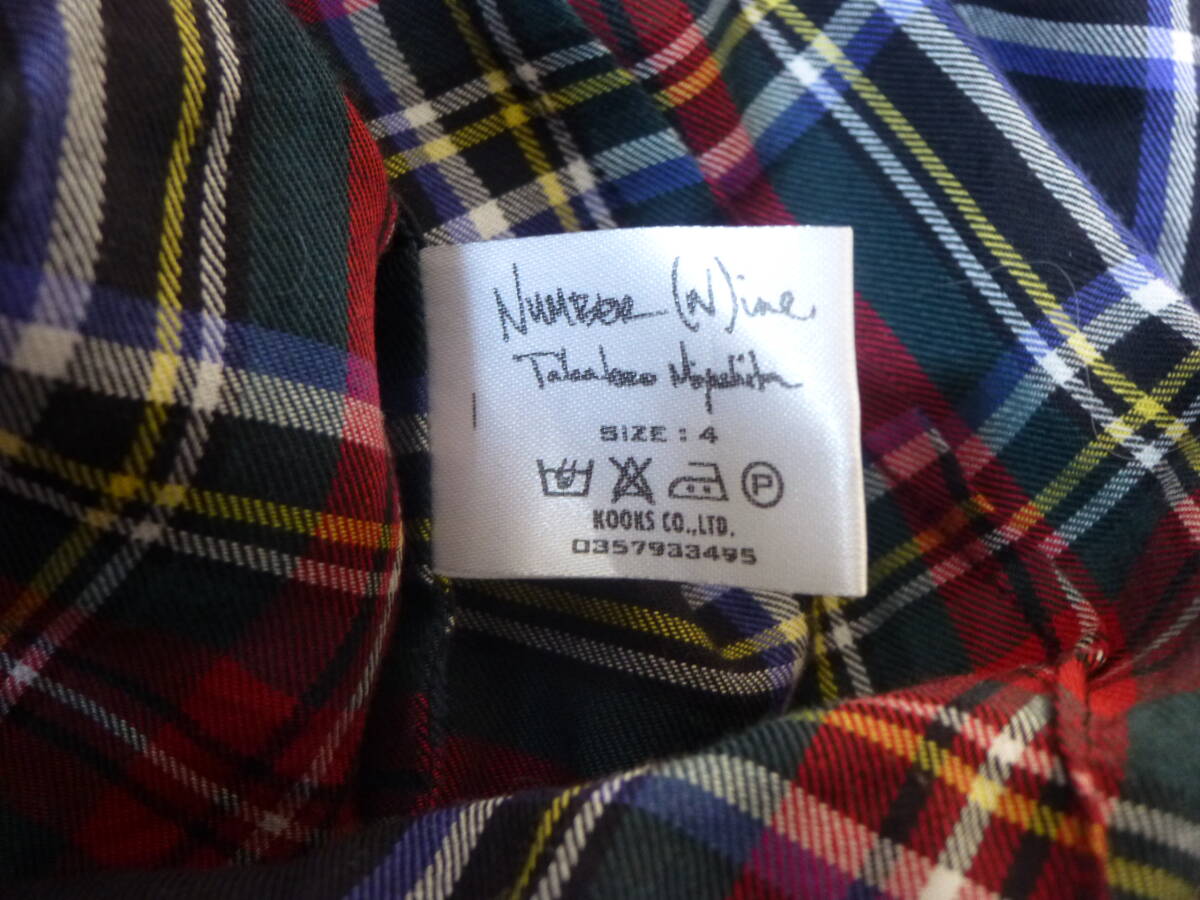 NUMBER (N)ine
Takahiro Miyashita
SIZE : 4
P
KOOKS CO.,LTD.
0357933495